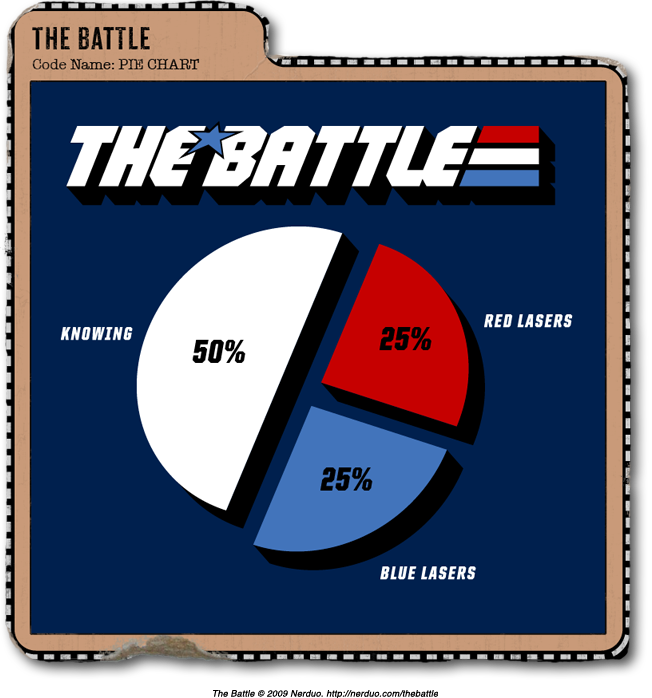 THE BATTLE
Code Name: PIE CHART
THE BATTLE
KNOWING
50%
25%
RED LASERS
25%
BLUE LASERS
The Battle © 2009 Nerduo. http://nerduo.com/thebattle